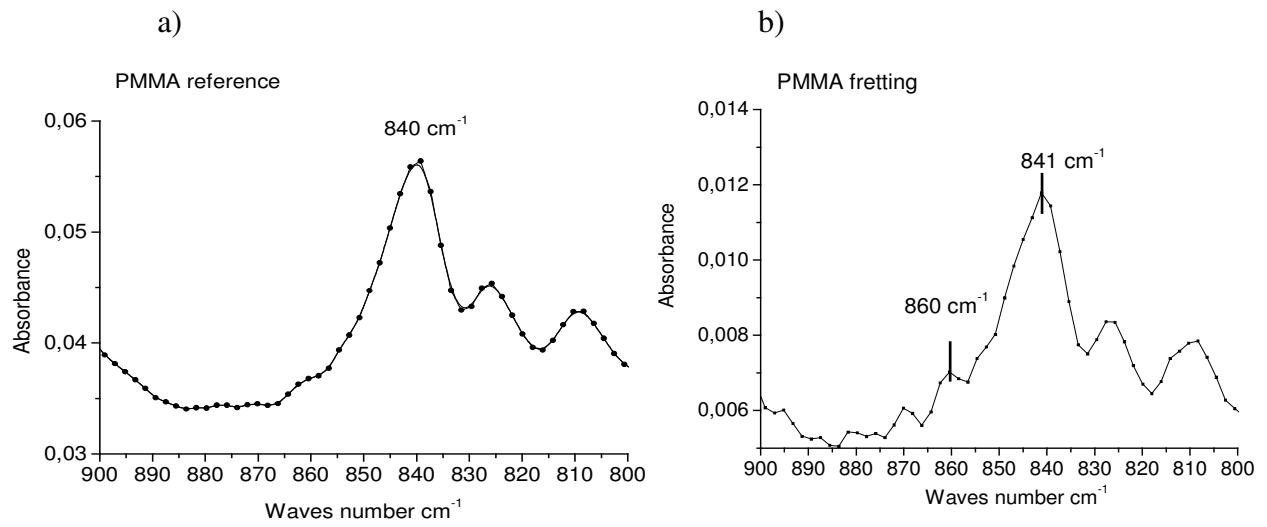 a)
PMMA reference
840 cm-1
0,06
0,05
0,04
0,03
Absorbance
900 890 880 870 860 850 840 830 820 810 800
Waves number cm-1
b)
PMMA fretting
841 cm-1
860 cm-1
0,014
0,012
0,010
0,008
0,006
Absorbance
900 890 880 870 860 850 840 830 820 810 800
Waves number cm-1